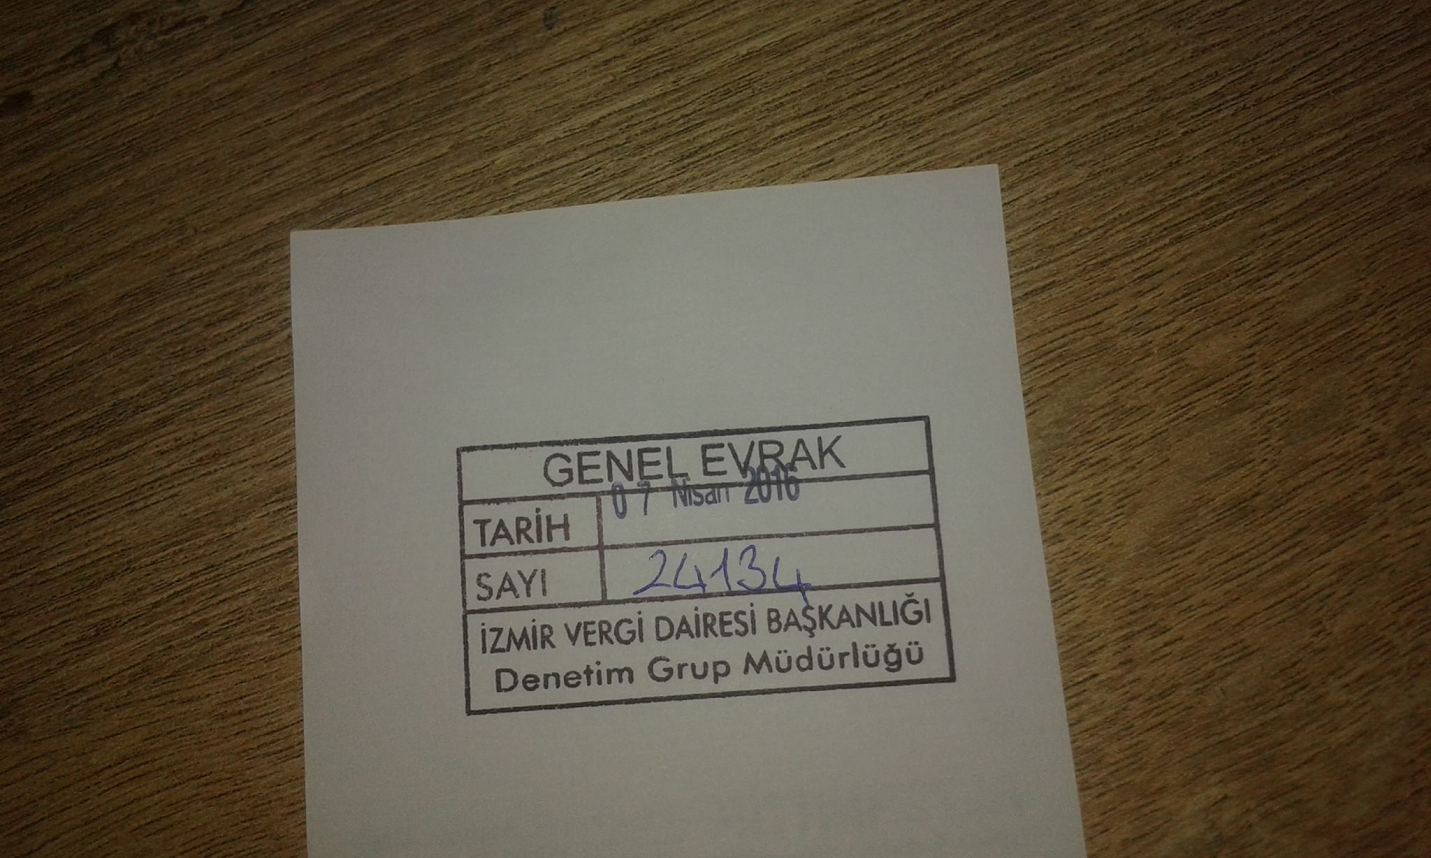 GENEL EVRAK
TARİH 07 Nisan 2016
SAYI 24134
İZMİR VERGİ DAİRESİ BAŞKANLIĞI
Denetim Grup Müdürlüğü